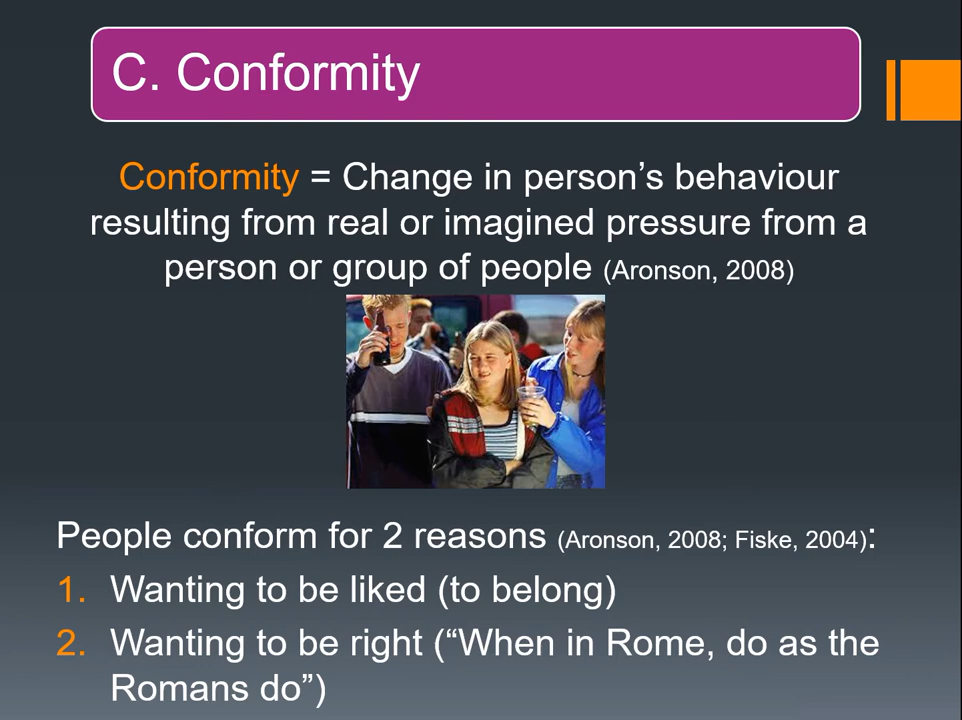 C. Conformity
Conformity = Change in person’s behaviour
resulting from real or imagined pressure from a
person or group of people (Aronson, 2008)
People conform for 2 reasons (Aronson, 2008; Fiske, 2004):
1. Wanting to be liked (to belong)
2. Wanting to be right (“When in Rome, do as the
Romans do”)